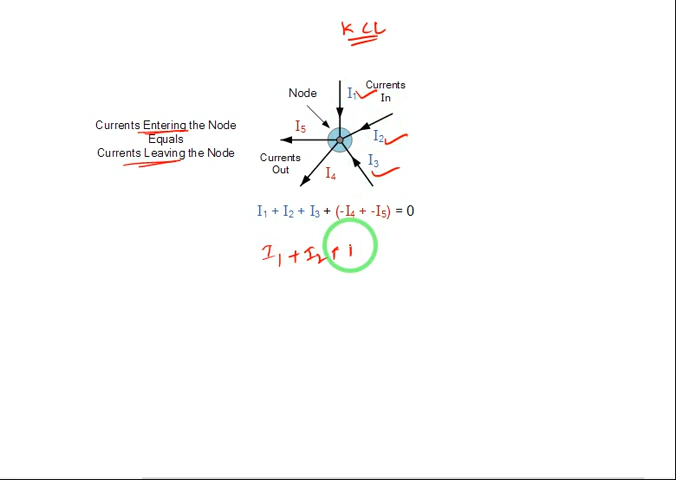 KCL
I1
Currents
In
Node
I5
Currents Entering the Node
Equals
Currents Leaving the Node
I2
I3
Currents
Out
I4
I1 + I2 + I3 + (-I4 + -I5) = 0
I1 + I2 +